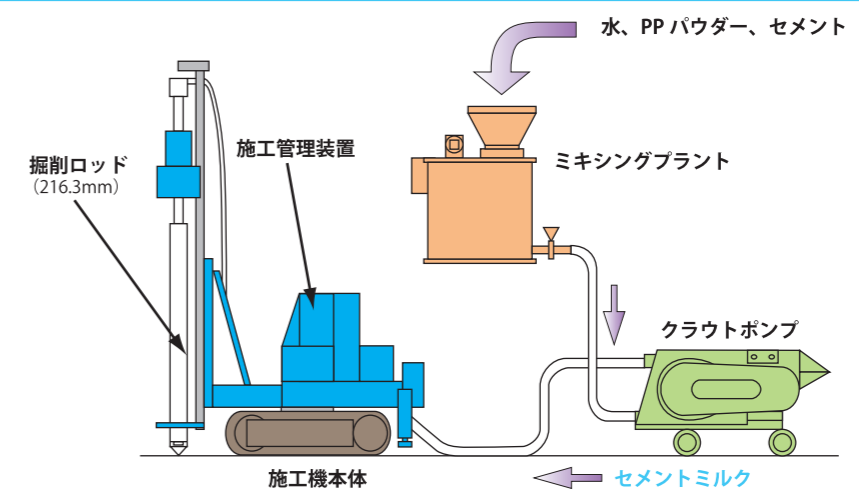 水、PP パウダー、セメント
ミキシングプラント
施工管理装置
掘削ロッド
（216.3mm）
クラウトポンプ
施工機本体
セメントミルク